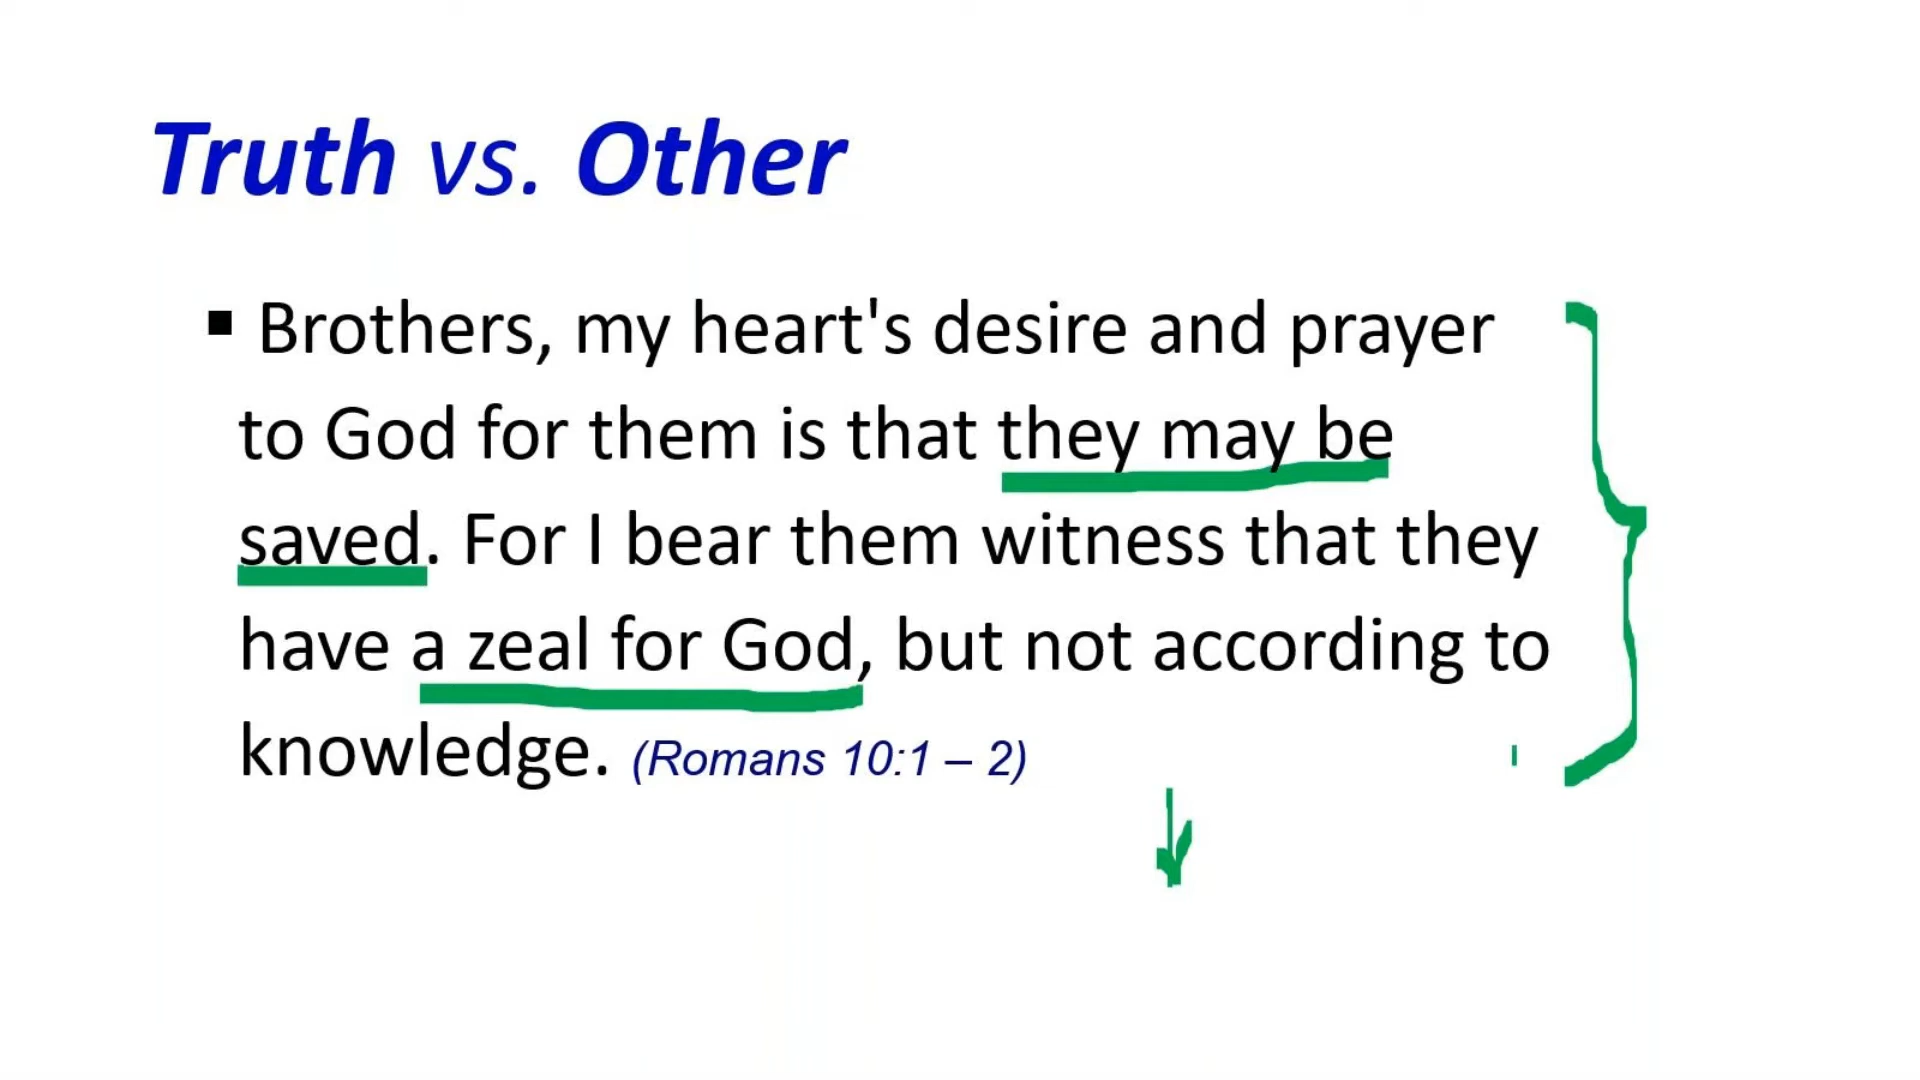 Truth vs. Other
▪ Brothers, my heart's desire and prayer
to God for them is that they may be
saved. For I bear them witness that they
have a zeal for God, but not according to
knowledge. (Romans 10:1 – 2)